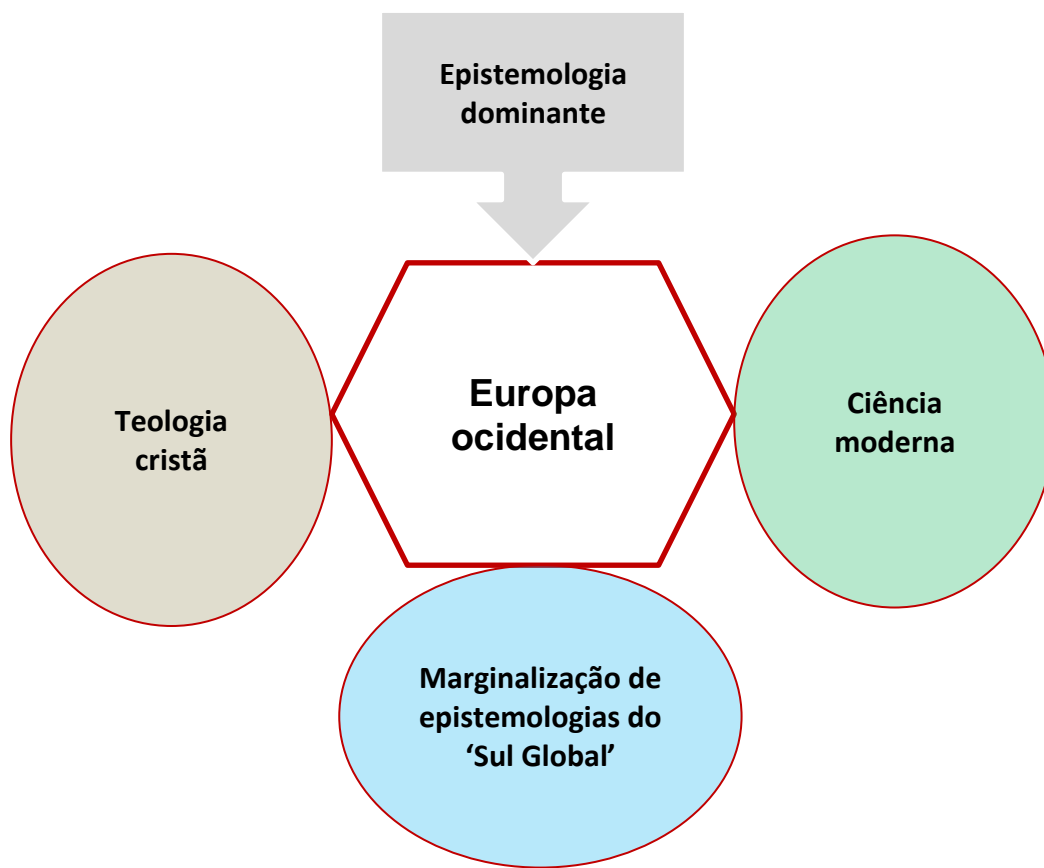 Epistemologia
dominante
Teologia
cristã
Europa
ocidental
Ciência
moderna
Marginalização de
epistemologias do
‘Sul Global’